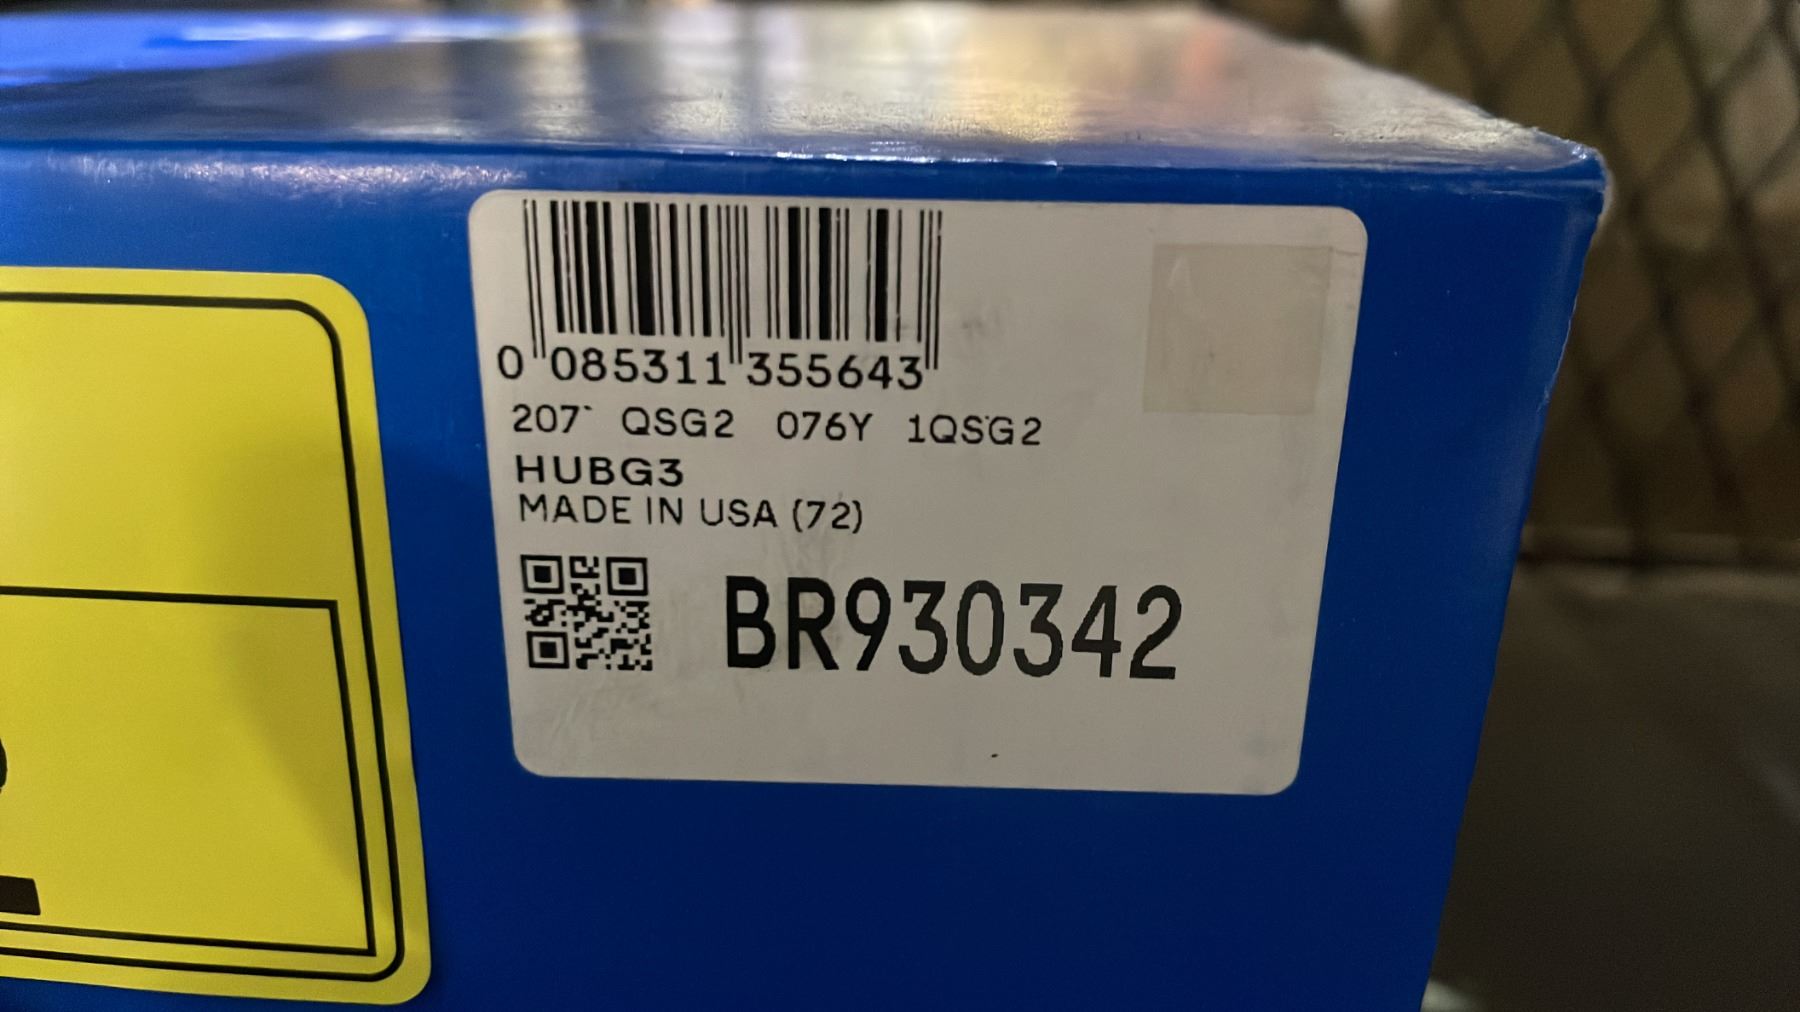 0 085311 355643
207 QSG2 076Y 1QSG2
HUBG3
MADE IN USA (72)
BR930342